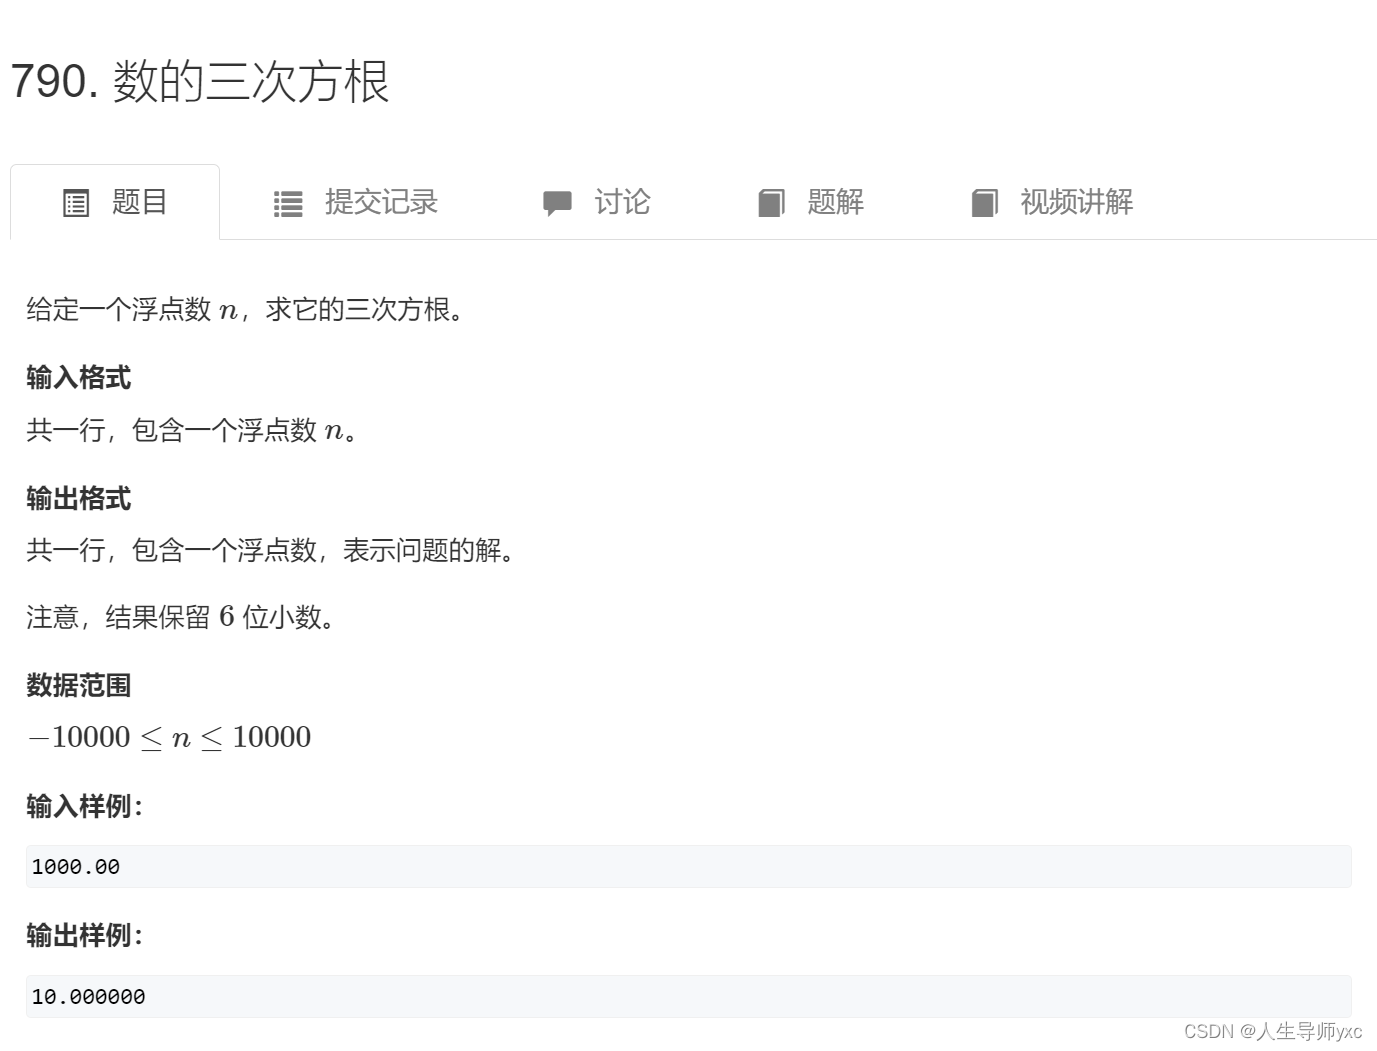 790. 数的三次方根
题目 提交记录 讨论 题解 视频讲解
给定一个浮点数 n，求它的三次方根。
输入格式
共一行，包含一个浮点数 n。
输出格式
共一行，包含一个浮点数，表示问题的解。
注意，结果保留 6 位小数。
数据范围
−10000 ≤ n ≤ 10000
输入样例：
1000.00
输出样例：
10.000000
CSDN @人生导师yxc